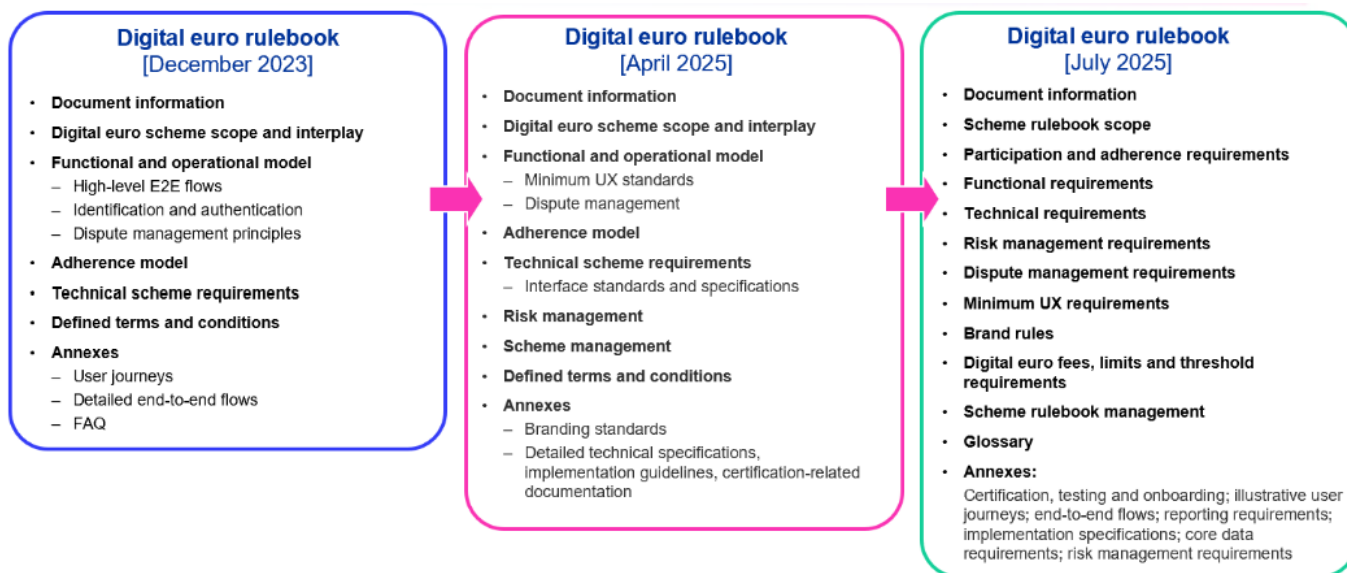 Digital euro rulebook
[December 2023]
• Document information
• Digital euro scheme scope and interplay
• Functional and operational model
– High-level E2E flows
– Identification and authentication
– Dispute management principles
• Adherence model
• Technical scheme requirements
• Defined terms and conditions
• Annexes
– User journeys
– Detailed end-to-end flows
– FAQ
Digital euro rulebook
[April 2025]
• Document information
• Digital euro scheme scope and interplay
• Functional and operational model
– Minimum UX standards
– Dispute management
• Adherence model
• Technical scheme requirements
– Interface standards and specifications
• Risk management
• Scheme management
• Defined terms and conditions
• Annexes
– Branding standards
– Detailed technical specifications,
implementation guidelines, certification-related
documentation
Digital euro rulebook
[July 2025]
• Document information
• Scheme rulebook scope
• Participation and adherence requirements
• Functional requirements
• Technical requirements
• Risk management requirements
• Dispute management requirements
• Minimum UX requirements
• Brand rules
• Digital euro fees, limits and threshold
requirements
• Scheme rulebook management
• Glossary
• Annexes:
Certification, testing and onboarding; illustrative user
journeys; end-to-end flows; reporting requirements;
implementation specifications; core data
requirements; risk management requirements